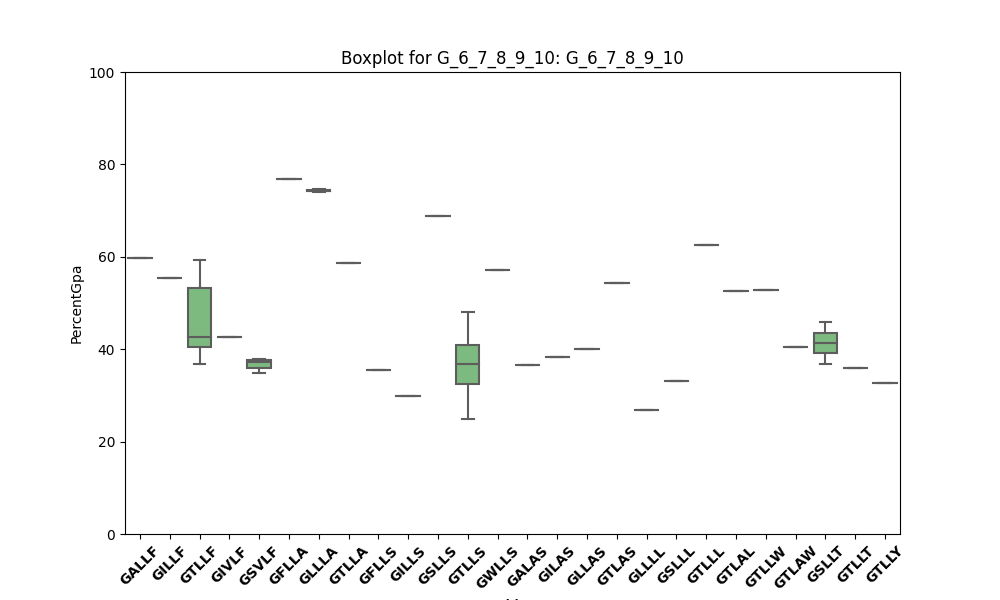 Boxplot for G_6_7_8_9_10: G_6_7_8_9_10
PercentGpa
100
80
60
40
20
0
GALLF
GILLF
GTLLF
GIVLF
GSVLF
GFLLA
GLLLA
GTLLA
GFLLS
GILLS
GSLLS
GTLLS
GWLLS
GALAS
GILAS
GLLAS
GTLAS
GLLLL
GSLLL
GTLLL
GTLAL
GTLLW
GTLAW
GSLLT
GTLLT
GTLLY